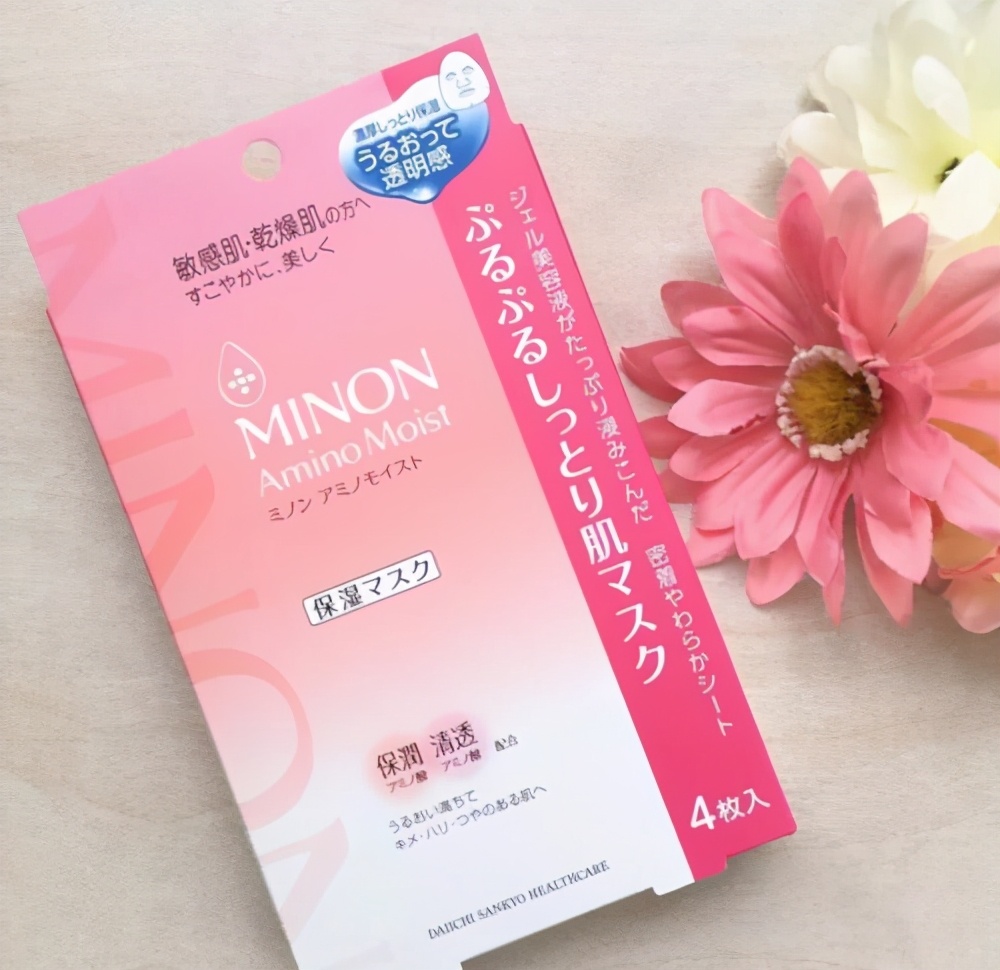 濃厚しっとり保湿
うるおって
透明感
敏感肌・乾燥肌の方へ
すこやかに、美しく
MINON
Amino Moist
ミノン アミノモイスト
保湿マスク
ジェル美容液がたっぷり浸みこんだ 密着やわらかシート
ぷるぷるしっとり肌マスク
保潤 清透 配合
アミノ酸 アミノ酸
うるおい満ちて
キメ・ハリ・つやのある肌へ
4枚入
DAIICHI SANKYO HEALTHCARE
MINON